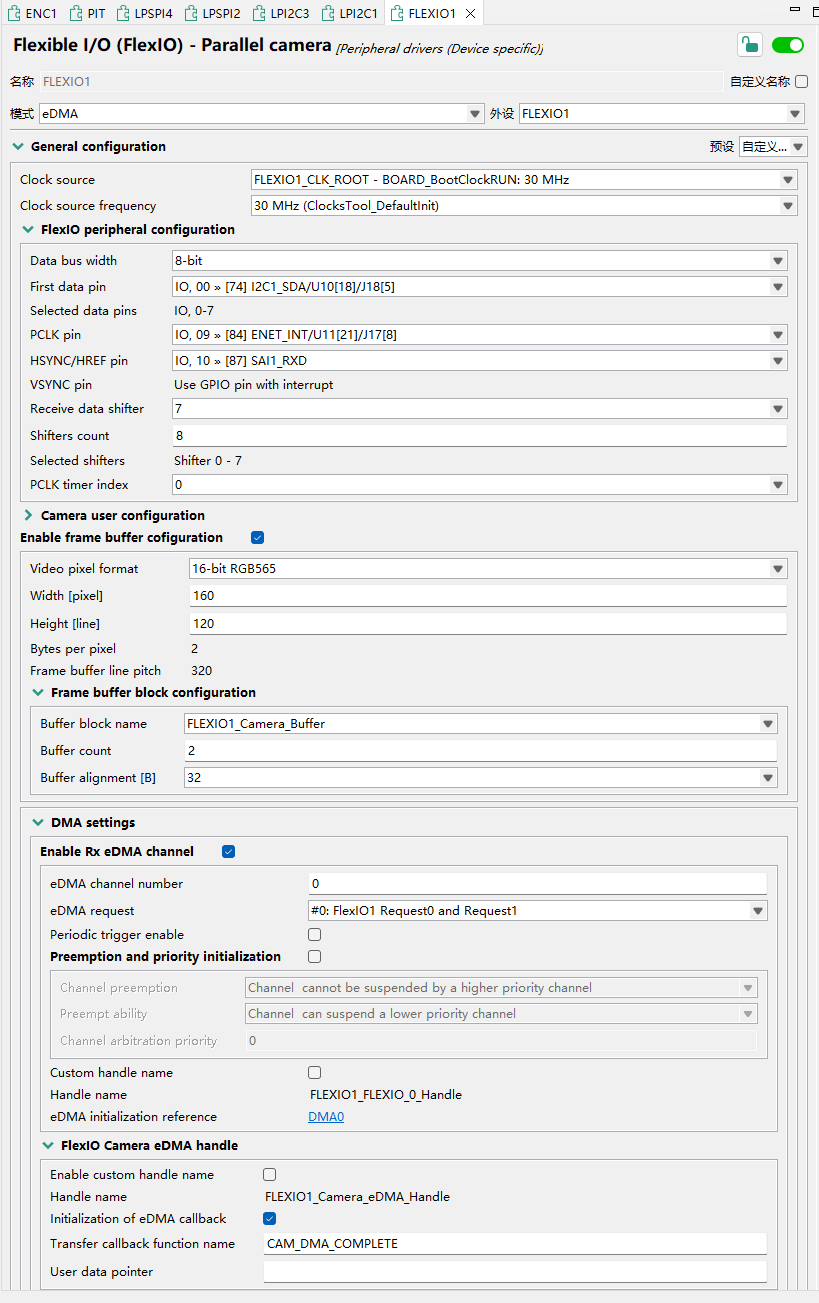 ENC1 PIT LPSPI4 LPSPI2 LPI2C3 LPI2C1 FLEXIO1
Flexible I/O (FlexIO) - Parallel camera [Peripheral drivers (Device specific)]
名称 FLEXIO1 自定义名称
模式 eDMA 外设 FLEXIO1
General configuration 预设 自定义...
Clock source FLEXIO1_CLK_ROOT - BOARD_BootClockRUN: 30 MHz
Clock source frequency 30 MHz (ClocksTool_DefaultInit)
FlexIO peripheral configuration
Data bus width 8-bit
First data pin IO, 00 » [74] I2C1_SDA/U10[18]/J18[5]
Selected data pins IO, 0-7
PCLK pin IO, 09 » [84] ENET_INT/U11[21]/J17[8]
HSYNC/HREF pin IO, 10 » [87] SAI1_RXD
VSYNC pin Use GPIO pin with interrupt
Receive data shifter 7
Shifters count 8
Selected shifters Shifter 0 - 7
PCLK timer index 0
Camera user configuration
Enable frame buffer cofiguration
Video pixel format 16-bit RGB565
Width [pixel] 160
Height [line] 120
Bytes per pixel 2
Frame buffer line pitch 320
Frame buffer block configuration
Buffer block name FLEXIO1_Camera_Buffer
Buffer count 2
Buffer alignment [B] 32
DMA settings
Enable Rx eDMA channel
eDMA channel number 0
eDMA request #0: FlexIO1 Request0 and Request1
Periodic trigger enable
Preemption and priority initialization
Channel preemption Channel cannot be suspended by a higher priority channel
Preempt ability Channel can suspend a lower priority channel
Channel arbitration priority 0
Custom handle name
Handle name FLEXIO1_FLEXIO_0_Handle
eDMA initialization reference DMA0
FlexIO Camera eDMA handle
Enable custom handle name
Handle name FLEXIO1_Camera_eDMA_Handle
Initialization of eDMA callback
Transfer callback function name CAM_DMA_COMPLETE
User data pointer